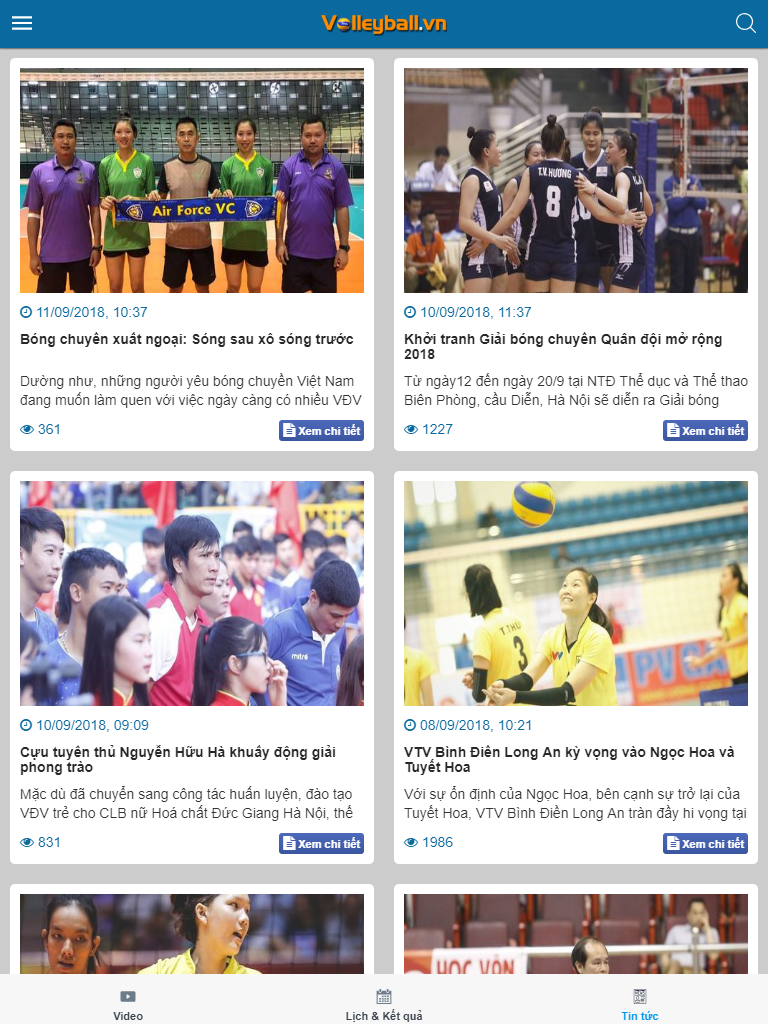 Volleyball.vn
Air Force VC
11/09/2018, 10:37
Bóng chuyền xuất ngoại: Sóng sau xô sóng trước
Dường như, những người yêu bóng chuyền Việt Nam
đang muốn làm quen với việc ngày càng có nhiều VĐV
361
Xem chi tiết
T.V. HƯƠNG
8
10/09/2018, 11:37
Khởi tranh Giải bóng chuyền Quân đội mở rộng
2018
Từ ngày12 đến ngày 20/9 tại NTĐ Thể dục và Thể thao
Biên Phòng, cầu Diễn, Hà Nội sẽ diễn ra Giải bóng
1227
Xem chi tiết
mitre
10/09/2018, 09:09
Cựu tuyển thủ Nguyễn Hữu Hà khuấy động giải
phong trào
Mặc dù đã chuyển sang công tác huấn luyện, đào tạo
VĐV trẻ cho CLB nữ Hoá chất Đức Giang Hà Nội, thế
831
Xem chi tiết
T.THU
3
PVGA
08/09/2018, 10:21
VTV Bình Điền Long An kỳ vọng vào Ngọc Hoa và
Tuyết Hoa
Với sự ổn định của Ngọc Hoa, bên cạnh sự trở lại của
Tuyết Hoa, VTV Bình Điền Long An tràn đầy hi vọng tại
1986
Xem chi tiết
HỌC VÂN
Video
Lịch & Kết quả
Tin tức